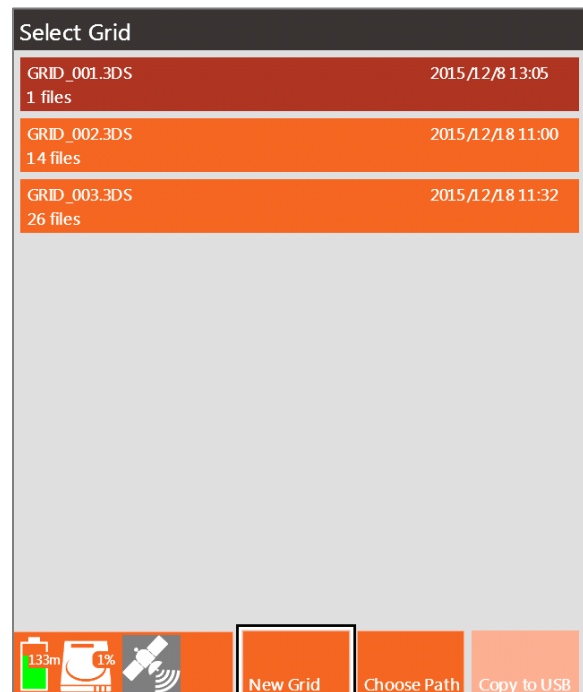 Select Grid
GRID_001.3DS 2015/12/8 13:05
1 files
GRID_002.3DS 2015/12/18 11:00
14 files
GRID_003.3DS 2015/12/18 11:32
26 files
133m 1%
New Grid Choose Path Copy to USB